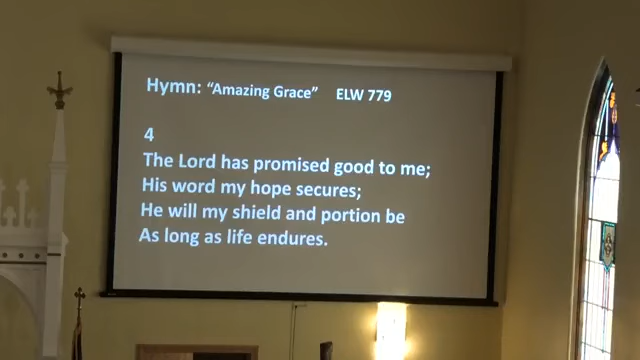 Hymn: “Amazing Grace” ELW 779
4
The Lord has promised good to me;
His word my hope secures;
He will my shield and portion be
As long as life endures.